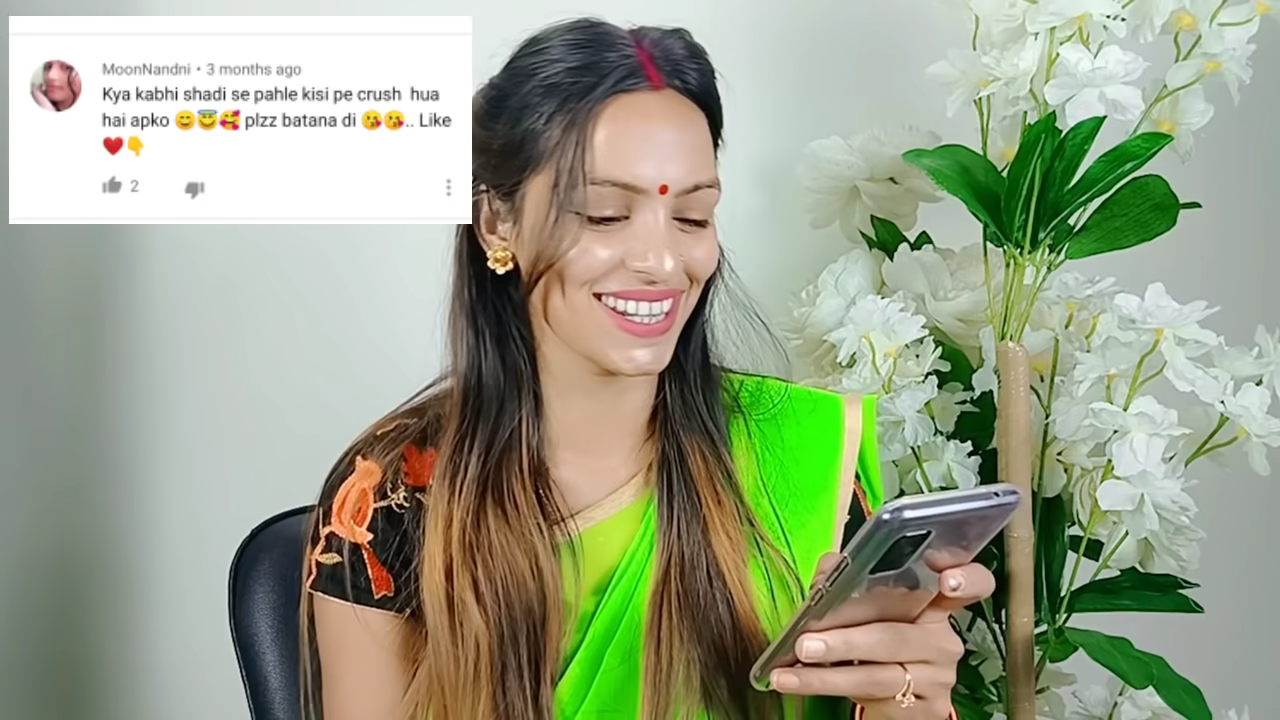 MoonNandni • 3 months ago
Kya kabhi shadi se pahle kisi pe crush hua
hai apko 😊😇🥰 plzz batana di 😘😘.. Like
❤️👇
2